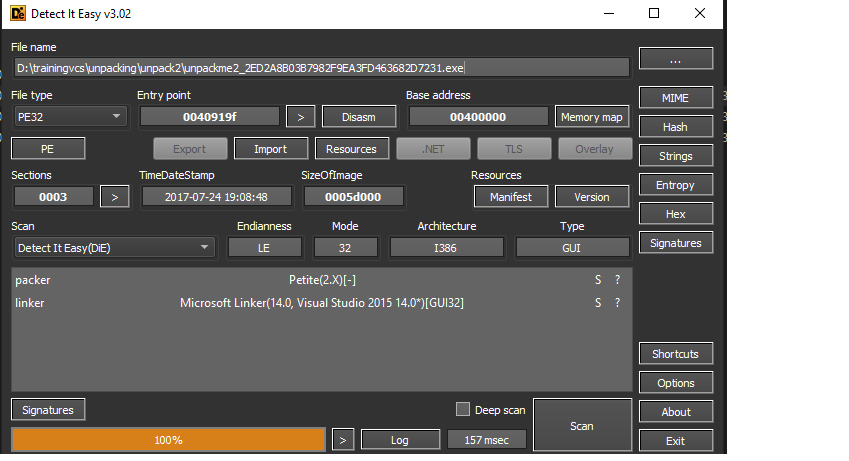 Detect It Easy v3.02
File name
D:\trainingvcs\unpacking\unpack2\unpackme2_2ED2A8B03B7982F9EA3FD463682D7231.exe
...
File type
Entry point
Base address
PE32
0040919f
>
Disasm
00400000
Memory map
MIME
PE
Export
Import
Resources
.NET
TLS
Overlay
Hash
Strings
Sections
TimeDateStamp
SizeOfImage
Resources
0003
>
2017-07-24 19:08:48
0005d000
Manifest
Version
Entropy
Hex
Scan
Endianness
Mode
Architecture
Type
Detect It Easy(DiE)
LE
32
I386
GUI
Signatures
packer
Petite(2.X)[-]
S ?
linker
Microsoft Linker(14.0, Visual Studio 2015 14.0*)[GUI32]
S ?
Shortcuts
Options
Signatures
Deep scan
Scan
About
100%
>
Log
157 msec
Exit